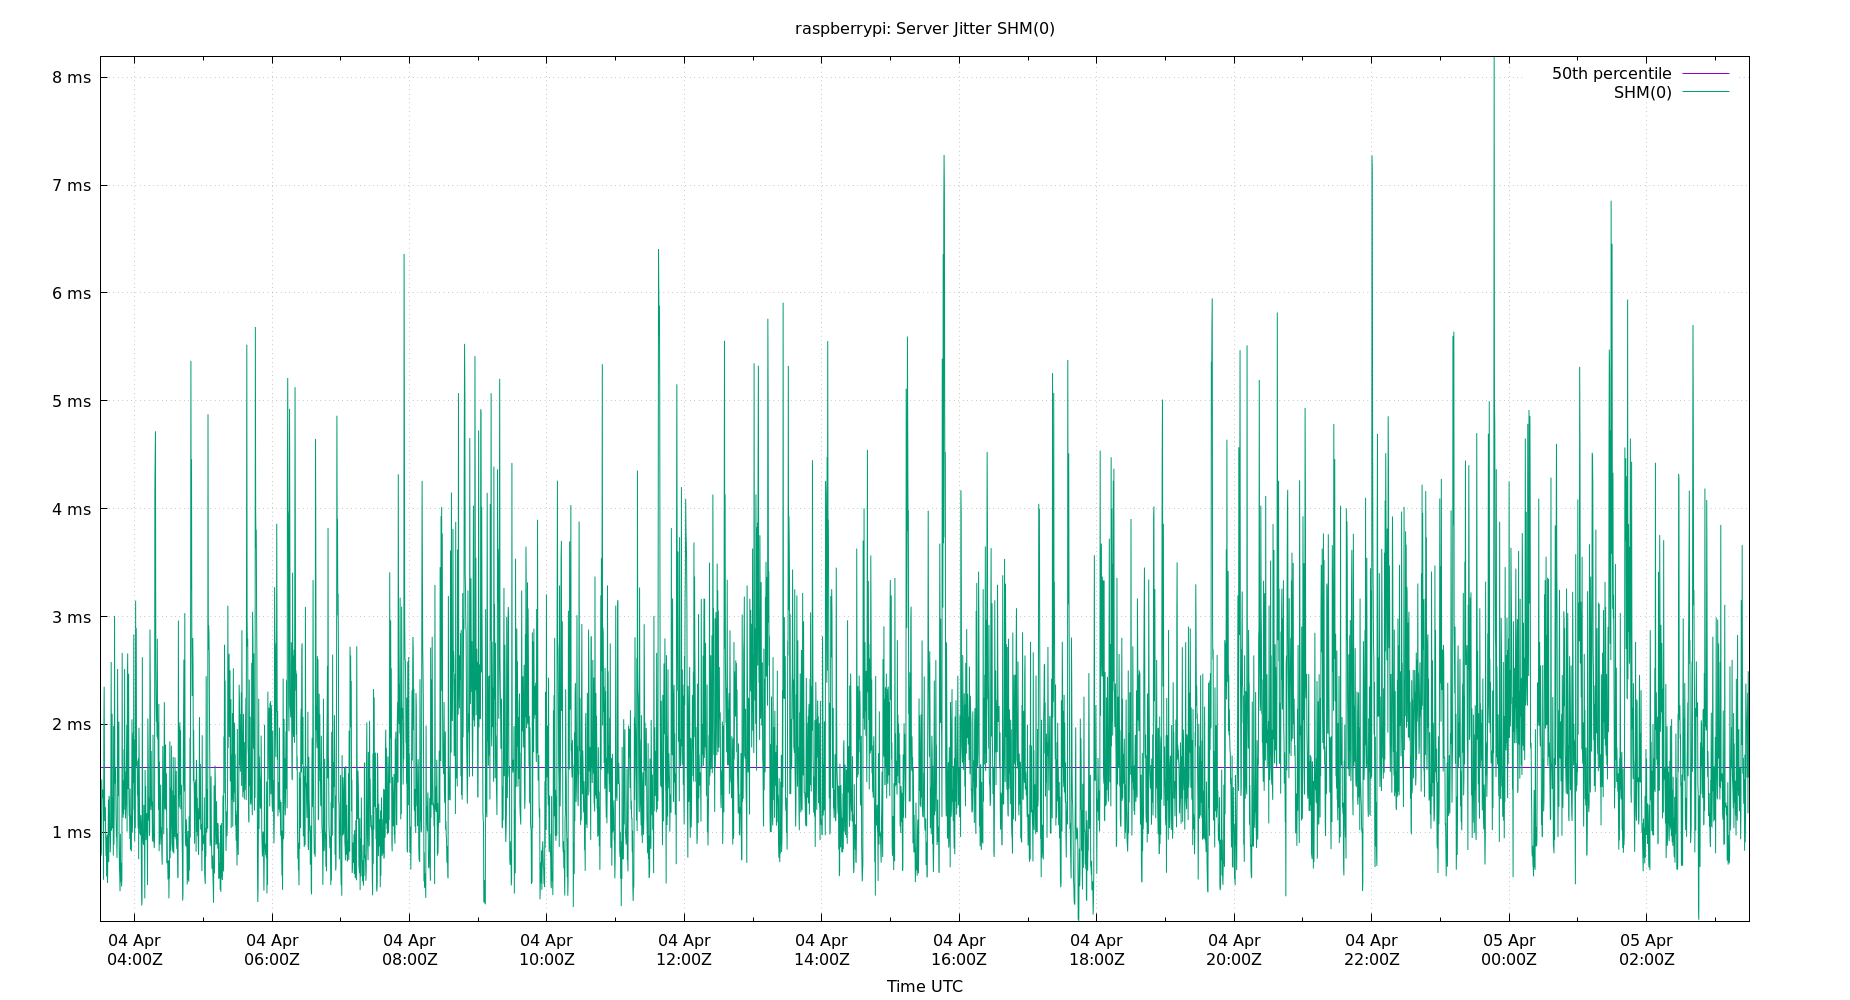 raspberrypi: Server Jitter SHM(0)
50th percentile
SHM(0)
8 ms
7 ms
6 ms
5 ms
4 ms
3 ms
2 ms
1 ms
04 Apr 04 Apr 04 Apr 04 Apr 04 Apr 04 Apr 04 Apr 04 Apr 04 Apr 04 Apr 05 Apr 05 Apr
04:00Z 06:00Z 08:00Z 10:00Z 12:00Z 14:00Z 16:00Z 18:00Z 20:00Z 22:00Z 00:00Z 02:00Z
Time UTC